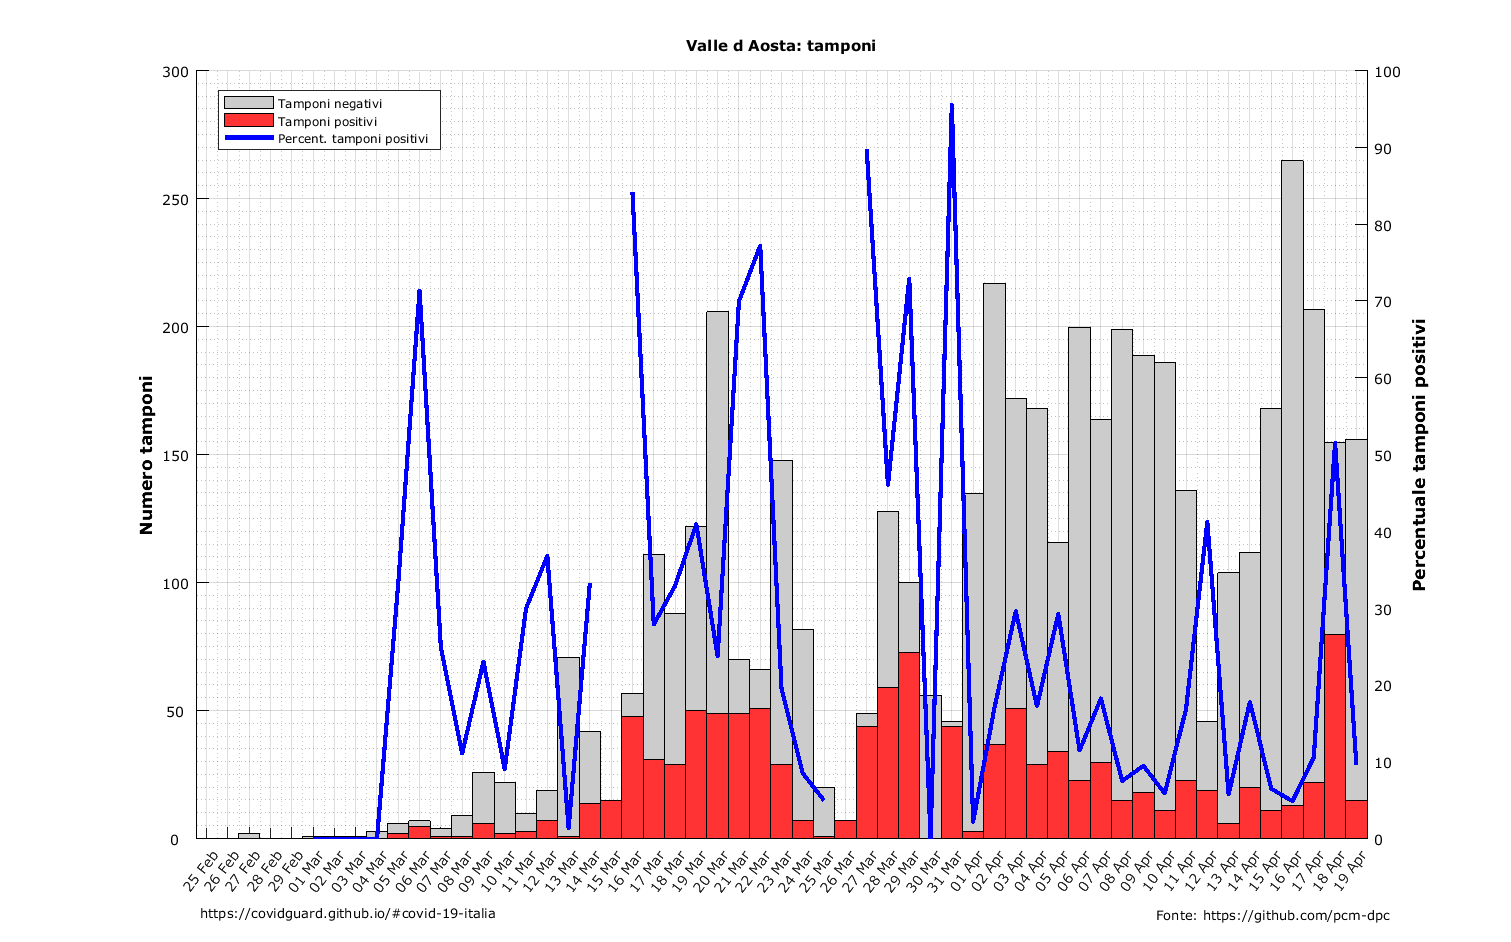 Valle d Aosta: tamponi
Tamponi negativi
Tamponi positivi
Percent. tamponi positivi
Numero tamponi
300
250
200
150
100
50
0
Percentuale tamponi positivi
100
90
80
70
60
50
40
30
20
10
0
25 Feb
26 Feb
27 Feb
28 Feb
29 Feb
01 Mar
02 Mar
03 Mar
04 Mar
05 Mar
06 Mar
07 Mar
08 Mar
09 Mar
10 Mar
11 Mar
12 Mar
13 Mar
14 Mar
15 Mar
16 Mar
17 Mar
18 Mar
19 Mar
20 Mar
21 Mar
22 Mar
23 Mar
24 Mar
25 Mar
26 Mar
27 Mar
28 Mar
29 Mar
30 Mar
31 Mar
01 Apr
02 Apr
03 Apr
04 Apr
05 Apr
06 Apr
07 Apr
08 Apr
09 Apr
10 Apr
11 Apr
12 Apr
13 Apr
14 Apr
15 Apr
16 Apr
17 Apr
18 Apr
19 Apr
https://covidguard.github.io/#covid-19-italia
Fonte: https://github.com/pcm-dpc